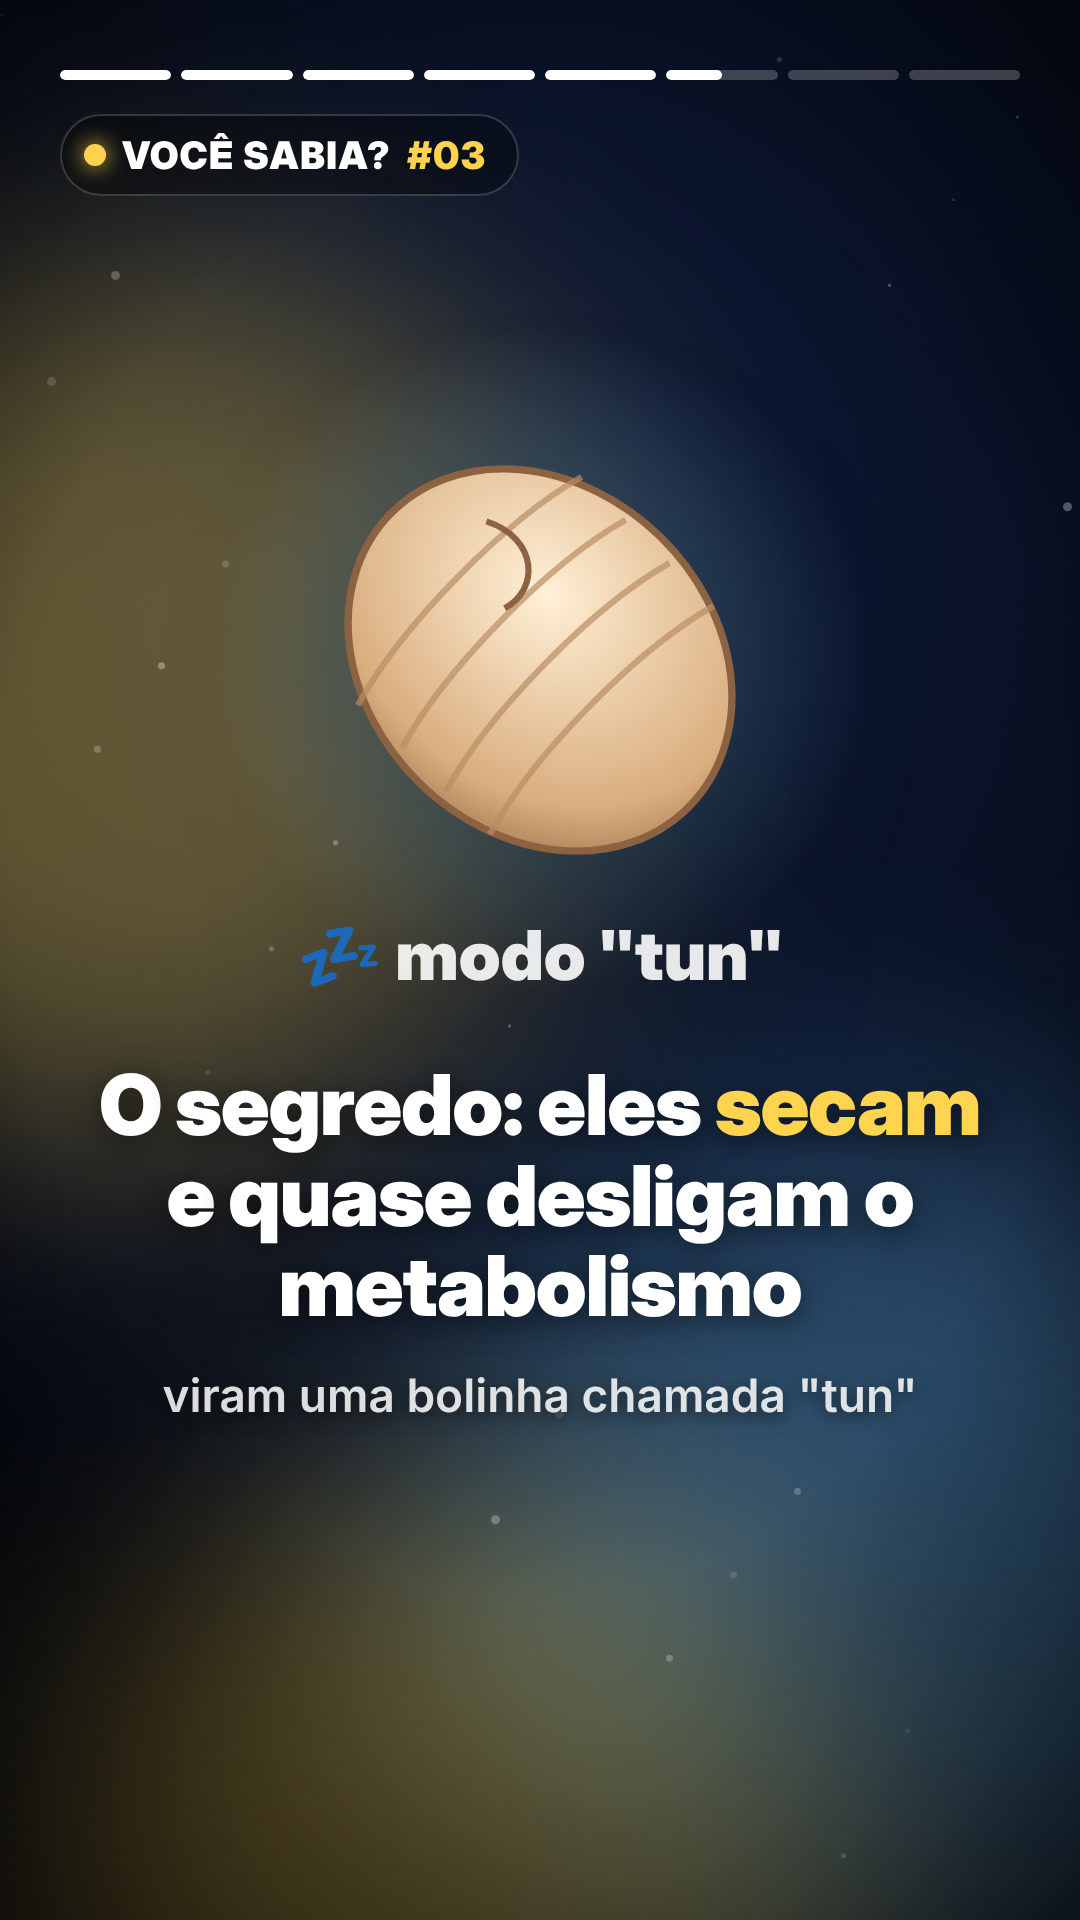 VOCÊ SABIA? #03
💤 modo "tun"
O segredo: eles secam
e quase desligam o
metabolismo
viram uma bolinha chamada "tun"